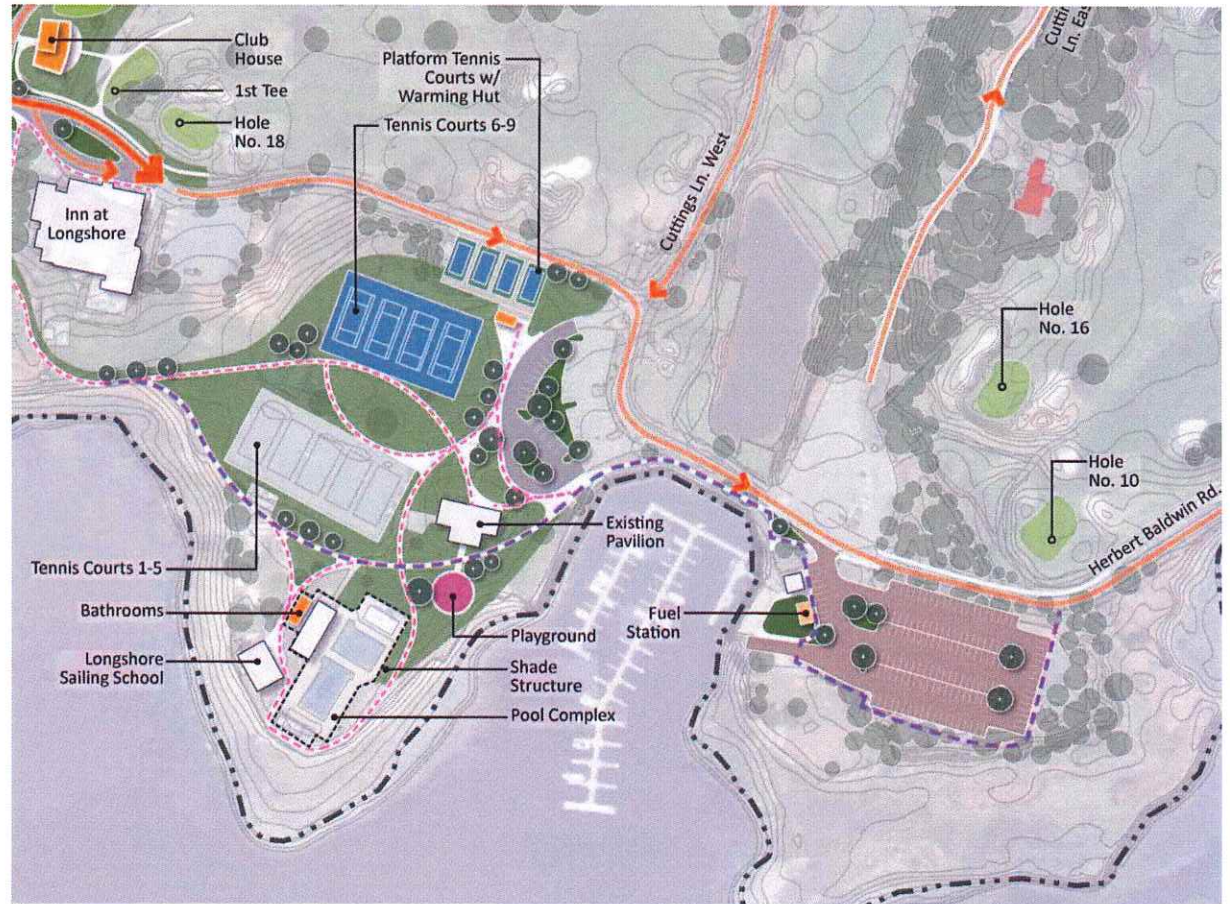 Club
House
1st Tee
Hole
No. 18
Platform Tennis
Courts w/
Warming Hut
Tennis Courts 6-9
Cuttings Ln. West
Cuttin
Ln. Eas
Inn at
Longshore
Hole
No. 16
Hole
No. 10
Herbert Baldwin Rd.
Existing
Pavilion
Tennis Courts 1-5
Bathrooms
Longshore
Sailing School
Playground
Shade
Structure
Pool Complex
Fuel
Station